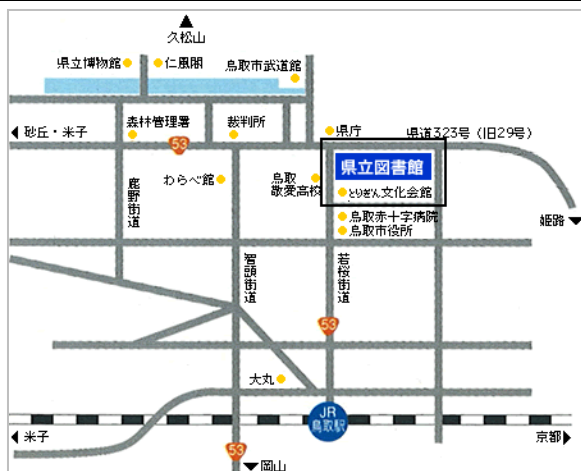 久松山
県立博物館
仁風閣
鳥取市武道館
砂丘・米子
森林管理署
裁判所
県庁
県道323号（旧29号）
53
県立図書館
わらべ館
鳥取
敬愛高校
とりぎん文化会館
鹿野街道
鳥取赤十字病院
鳥取市役所
姫路
智頭街道
若桜街道
53
大丸
JR
鳥取駅
米子
京都
53
岡山